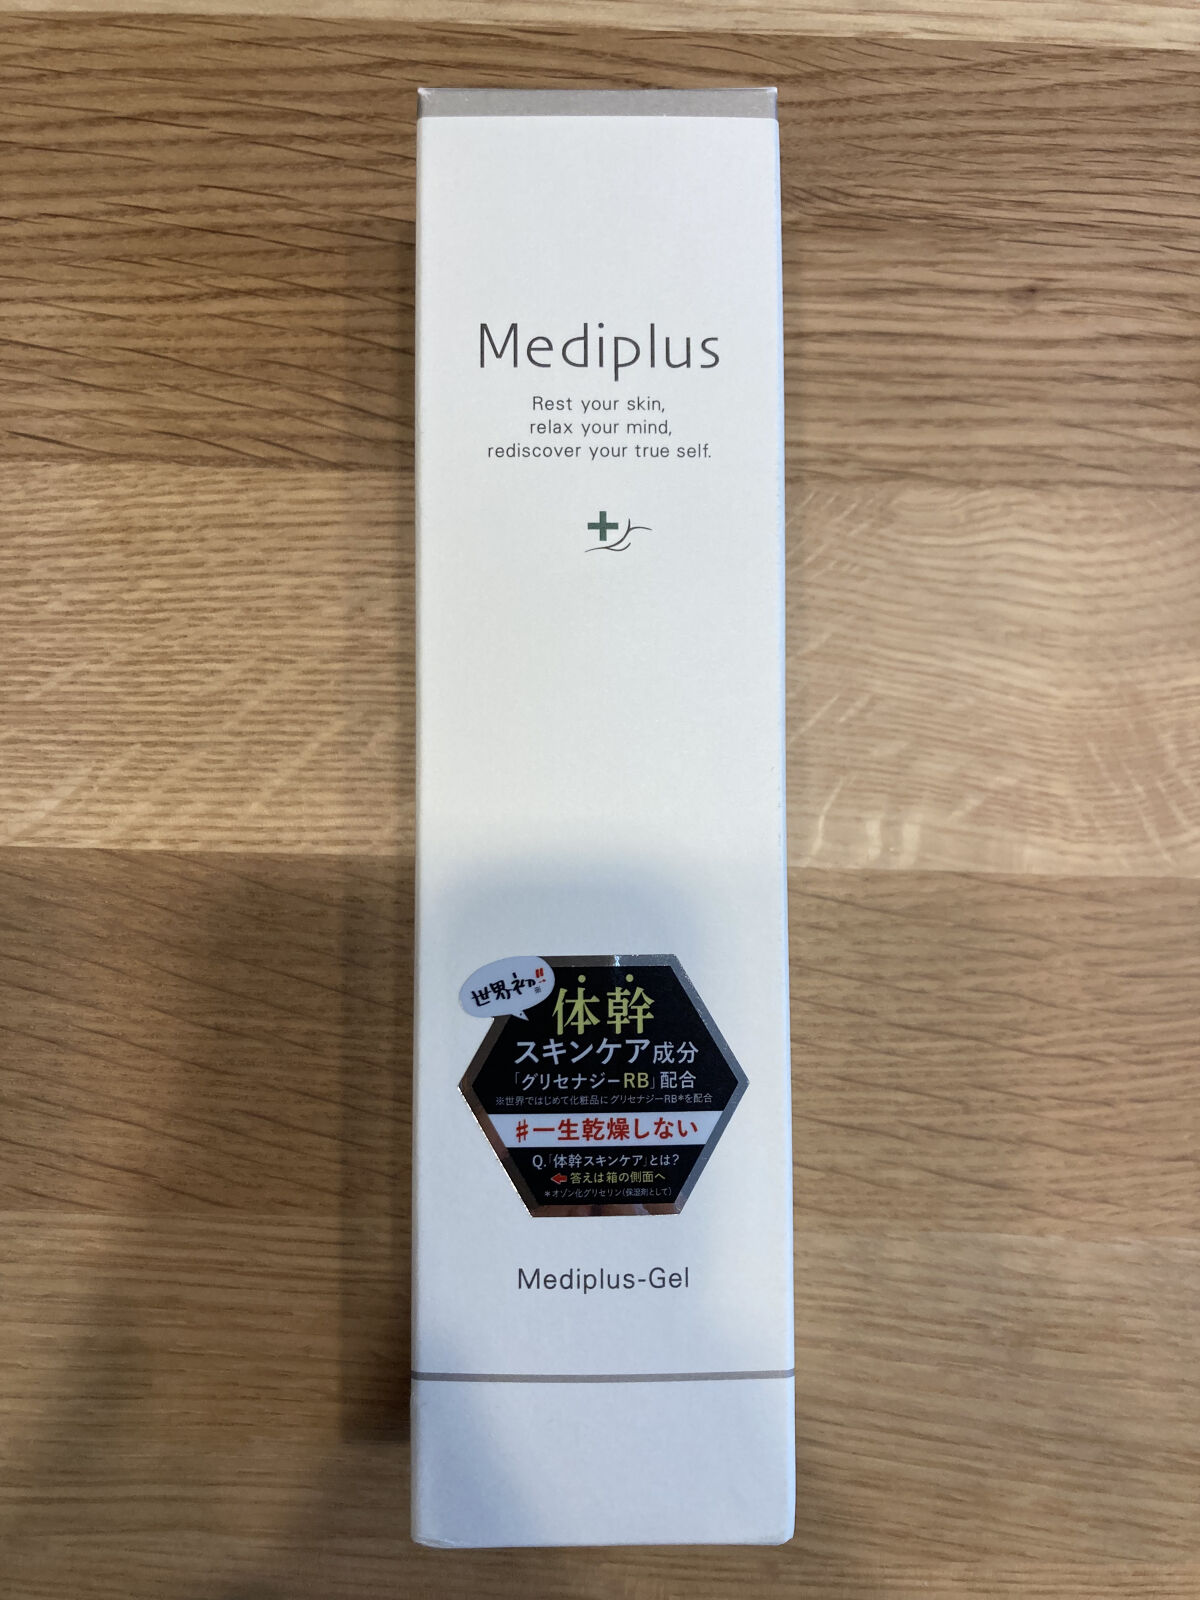 Mediplus
Rest your skin,
relax your mind,
rediscover your true self.
世界初!!※
体幹
スキンケア成分
「グリセナジーRB」配合
※世界ではじめて化粧品にグリセナジーRB*を配合
#一生乾燥しない
Q.「体幹スキンケア」とは?
答えは箱の側面へ
*オゾン化グリセリン(保湿剤として)
Mediplus-Gel